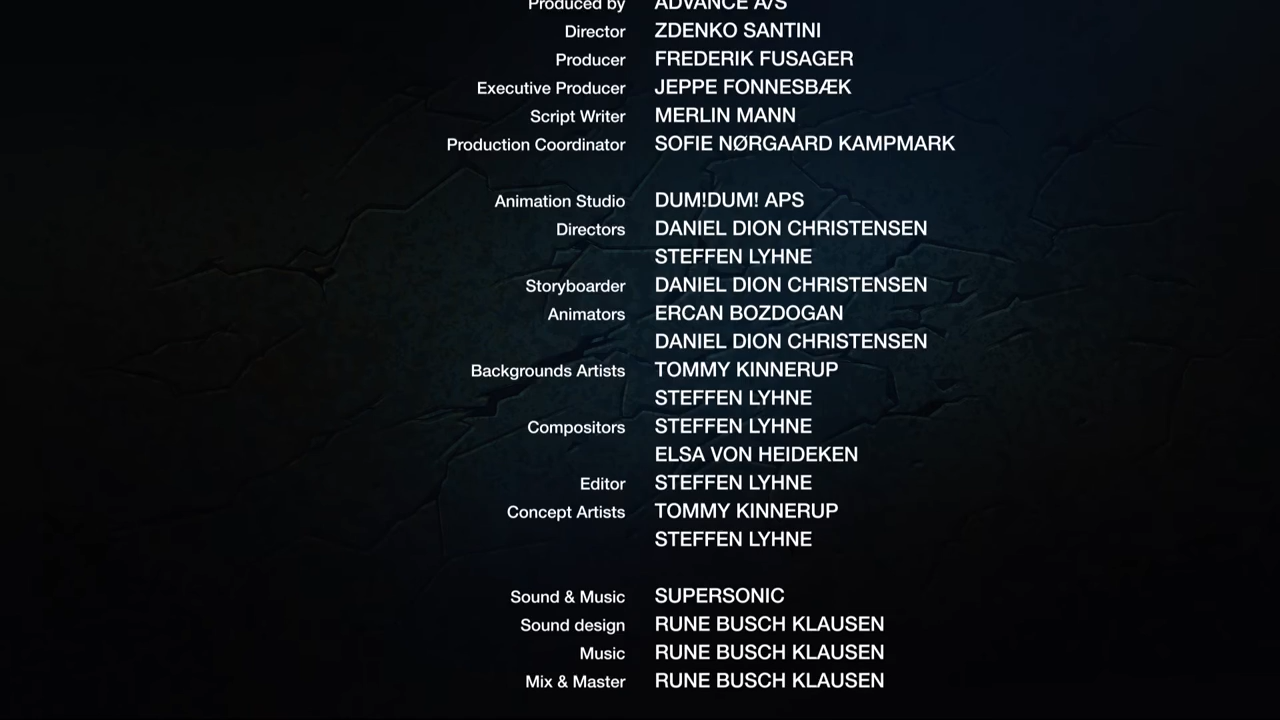 Produced by ADVANCE A/S
Director ZDENKO SANTINI
Producer FREDERIK FUSAGER
Executive Producer JEPPE FONNESBÆK
Script Writer MERLIN MANN
Production Coordinator SOFIE NØRGAARD KAMPMARK
Animation Studio DUM!DUM! APS
Directors DANIEL DION CHRISTENSEN
STEFFEN LYHNE
Storyboarder DANIEL DION CHRISTENSEN
Animators ERCAN BOZDOGAN
DANIEL DION CHRISTENSEN
Backgrounds Artists TOMMY KINNERUP
STEFFEN LYHNE
Compositors STEFFEN LYHNE
ELSA VON HEIDEKEN
Editor STEFFEN LYHNE
Concept Artists TOMMY KINNERUP
STEFFEN LYHNE
Sound & Music SUPERSONIC
Sound design RUNE BUSCH KLAUSEN
Music RUNE BUSCH KLAUSEN
Mix & Master RUNE BUSCH KLAUSEN